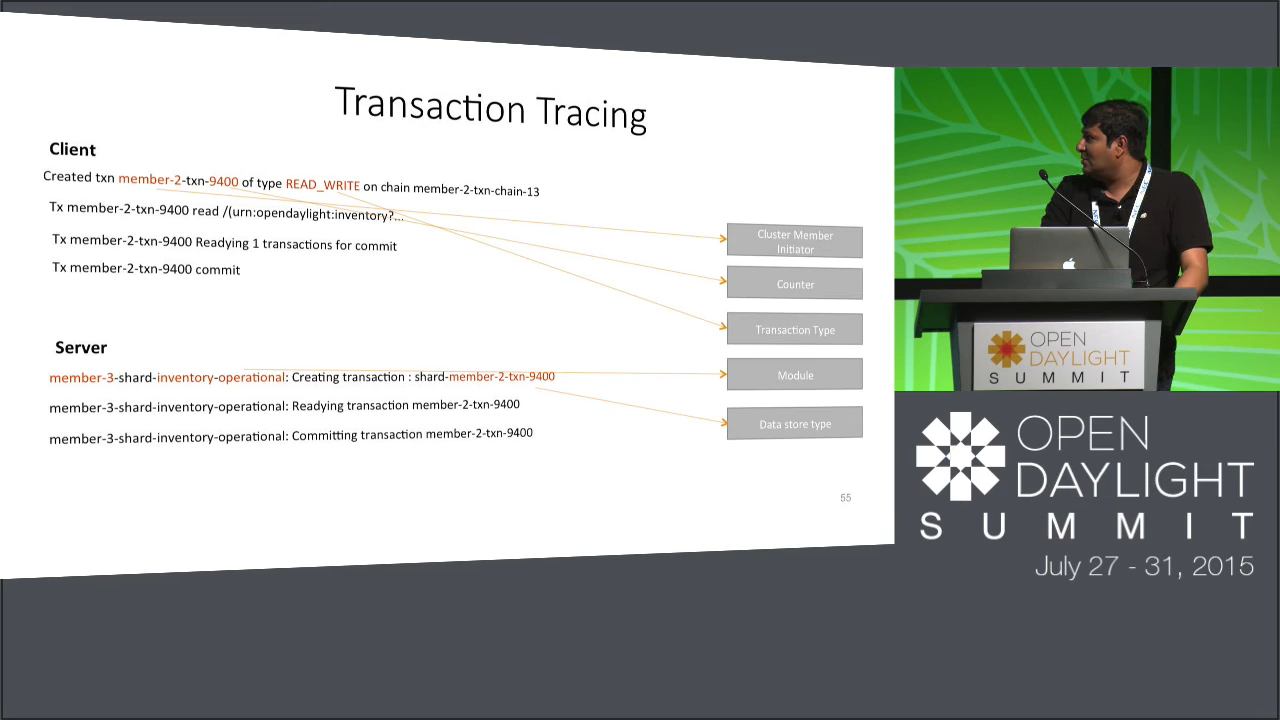 Transaction Tracing
Client
Created txn member-2-txn-9400 of type READ_WRITE on chain member-2-txn-chain-13
Tx member-2-txn-9400 read /(urn:opendaylight:inventory?...
Tx member-2-txn-9400 Readying 1 transactions for commit
Tx member-2-txn-9400 commit
Cluster Member
Initiator
Counter
Transaction Type
Server
member-3-shard-inventory-operational: Creating transaction : shard-member-2-txn-9400
Module
member-3-shard-inventory-operational: Readying transaction member-2-txn-9400
Data store type
member-3-shard-inventory-operational: Committing transaction member-2-txn-9400
55
OPEN
DAYLIGHT
SUMMIT
OPEN
DAYLIGHT
SUMMIT
July 27 - 31, 2015